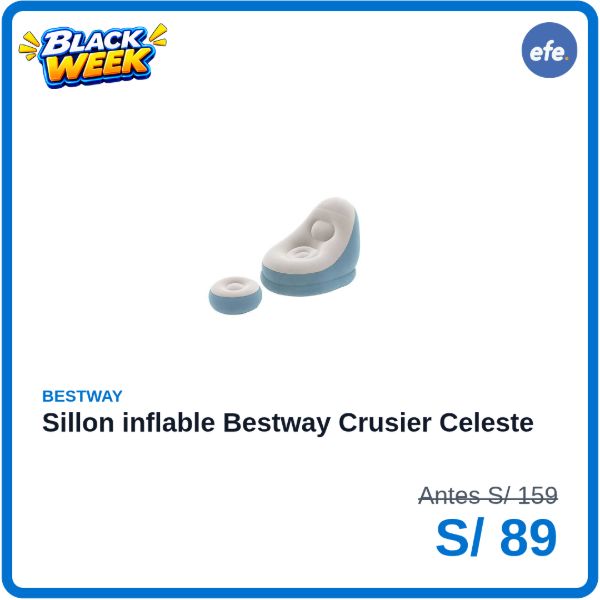 BLACK
WEEK
efe.
BESTWAY
Sillon inflable Bestway Crusier Celeste
Antes S/ 159
S/ 89